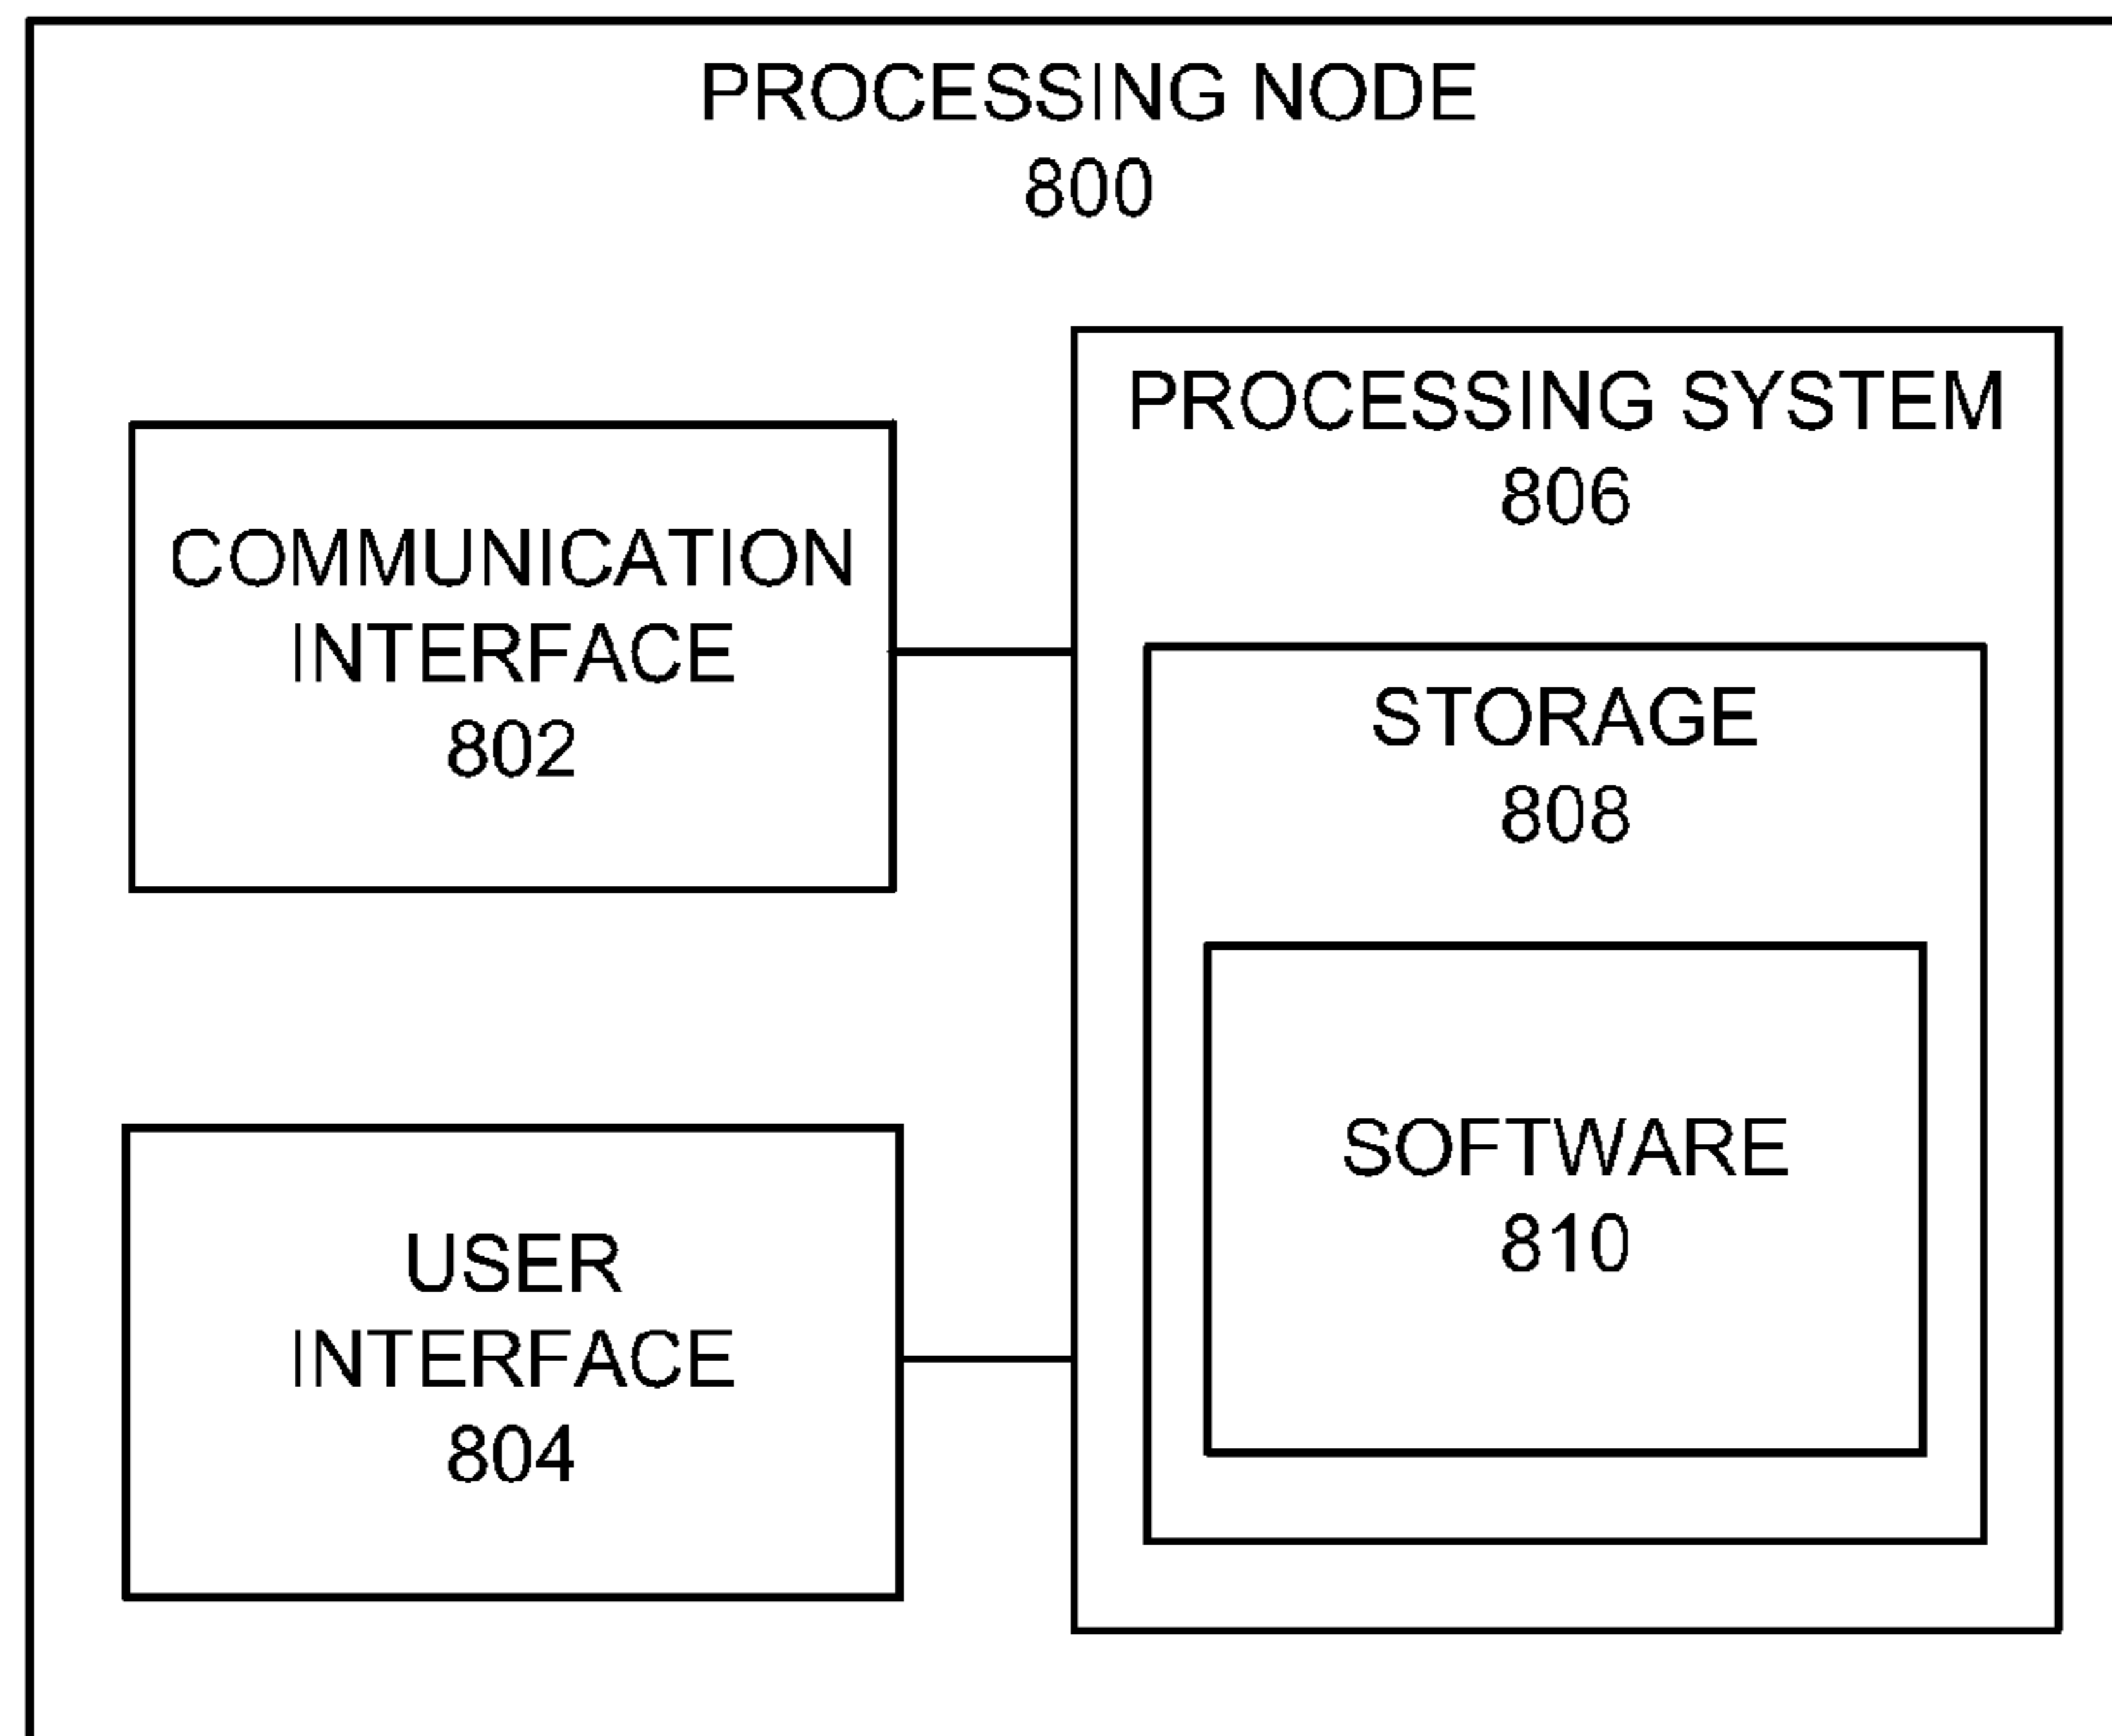 PROCESSING NODE
800
PROCESSING SYSTEM
806
COMMUNICATION
INTERFACE
802
STORAGE
808
SOFTWARE
810
USER
INTERFACE
804